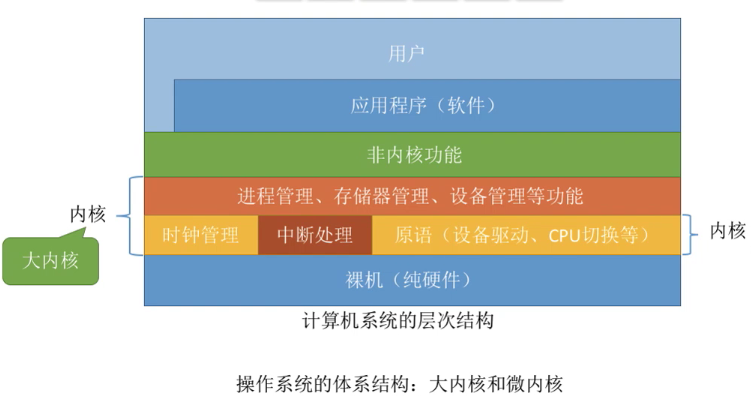 用户
应用程序（软件）
非内核功能
进程管理、存储器管理、设备管理等功能
内核
时钟管理
中断处理
原语（设备驱动、CPU切换等）
内核
大内核
裸机（纯硬件）
计算机系统的层次结构
操作系统的体系结构：大内核和微内核